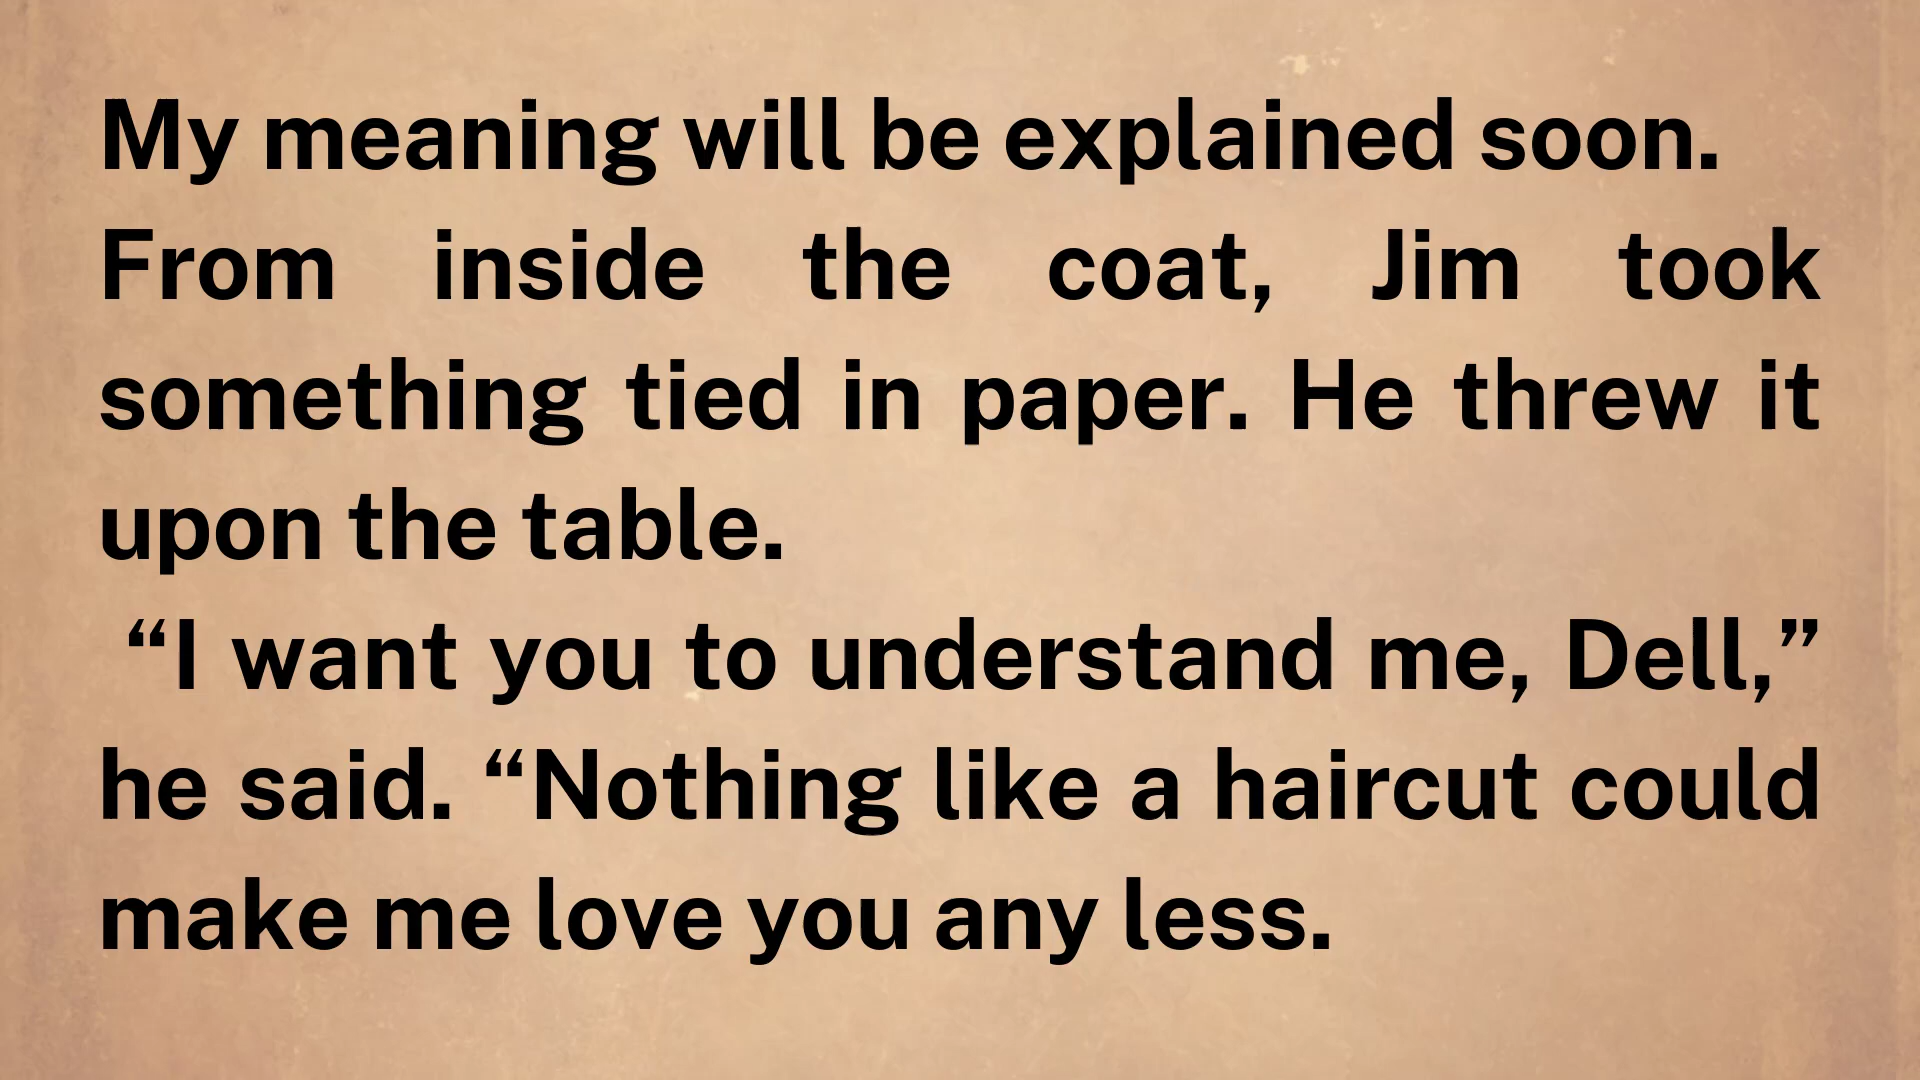 My meaning will be explained soon.
From inside the coat, Jim took
something tied in paper. He threw it
upon the table.
“I want you to understand me, Dell,”
he said. “Nothing like a haircut could
make me love you any less.